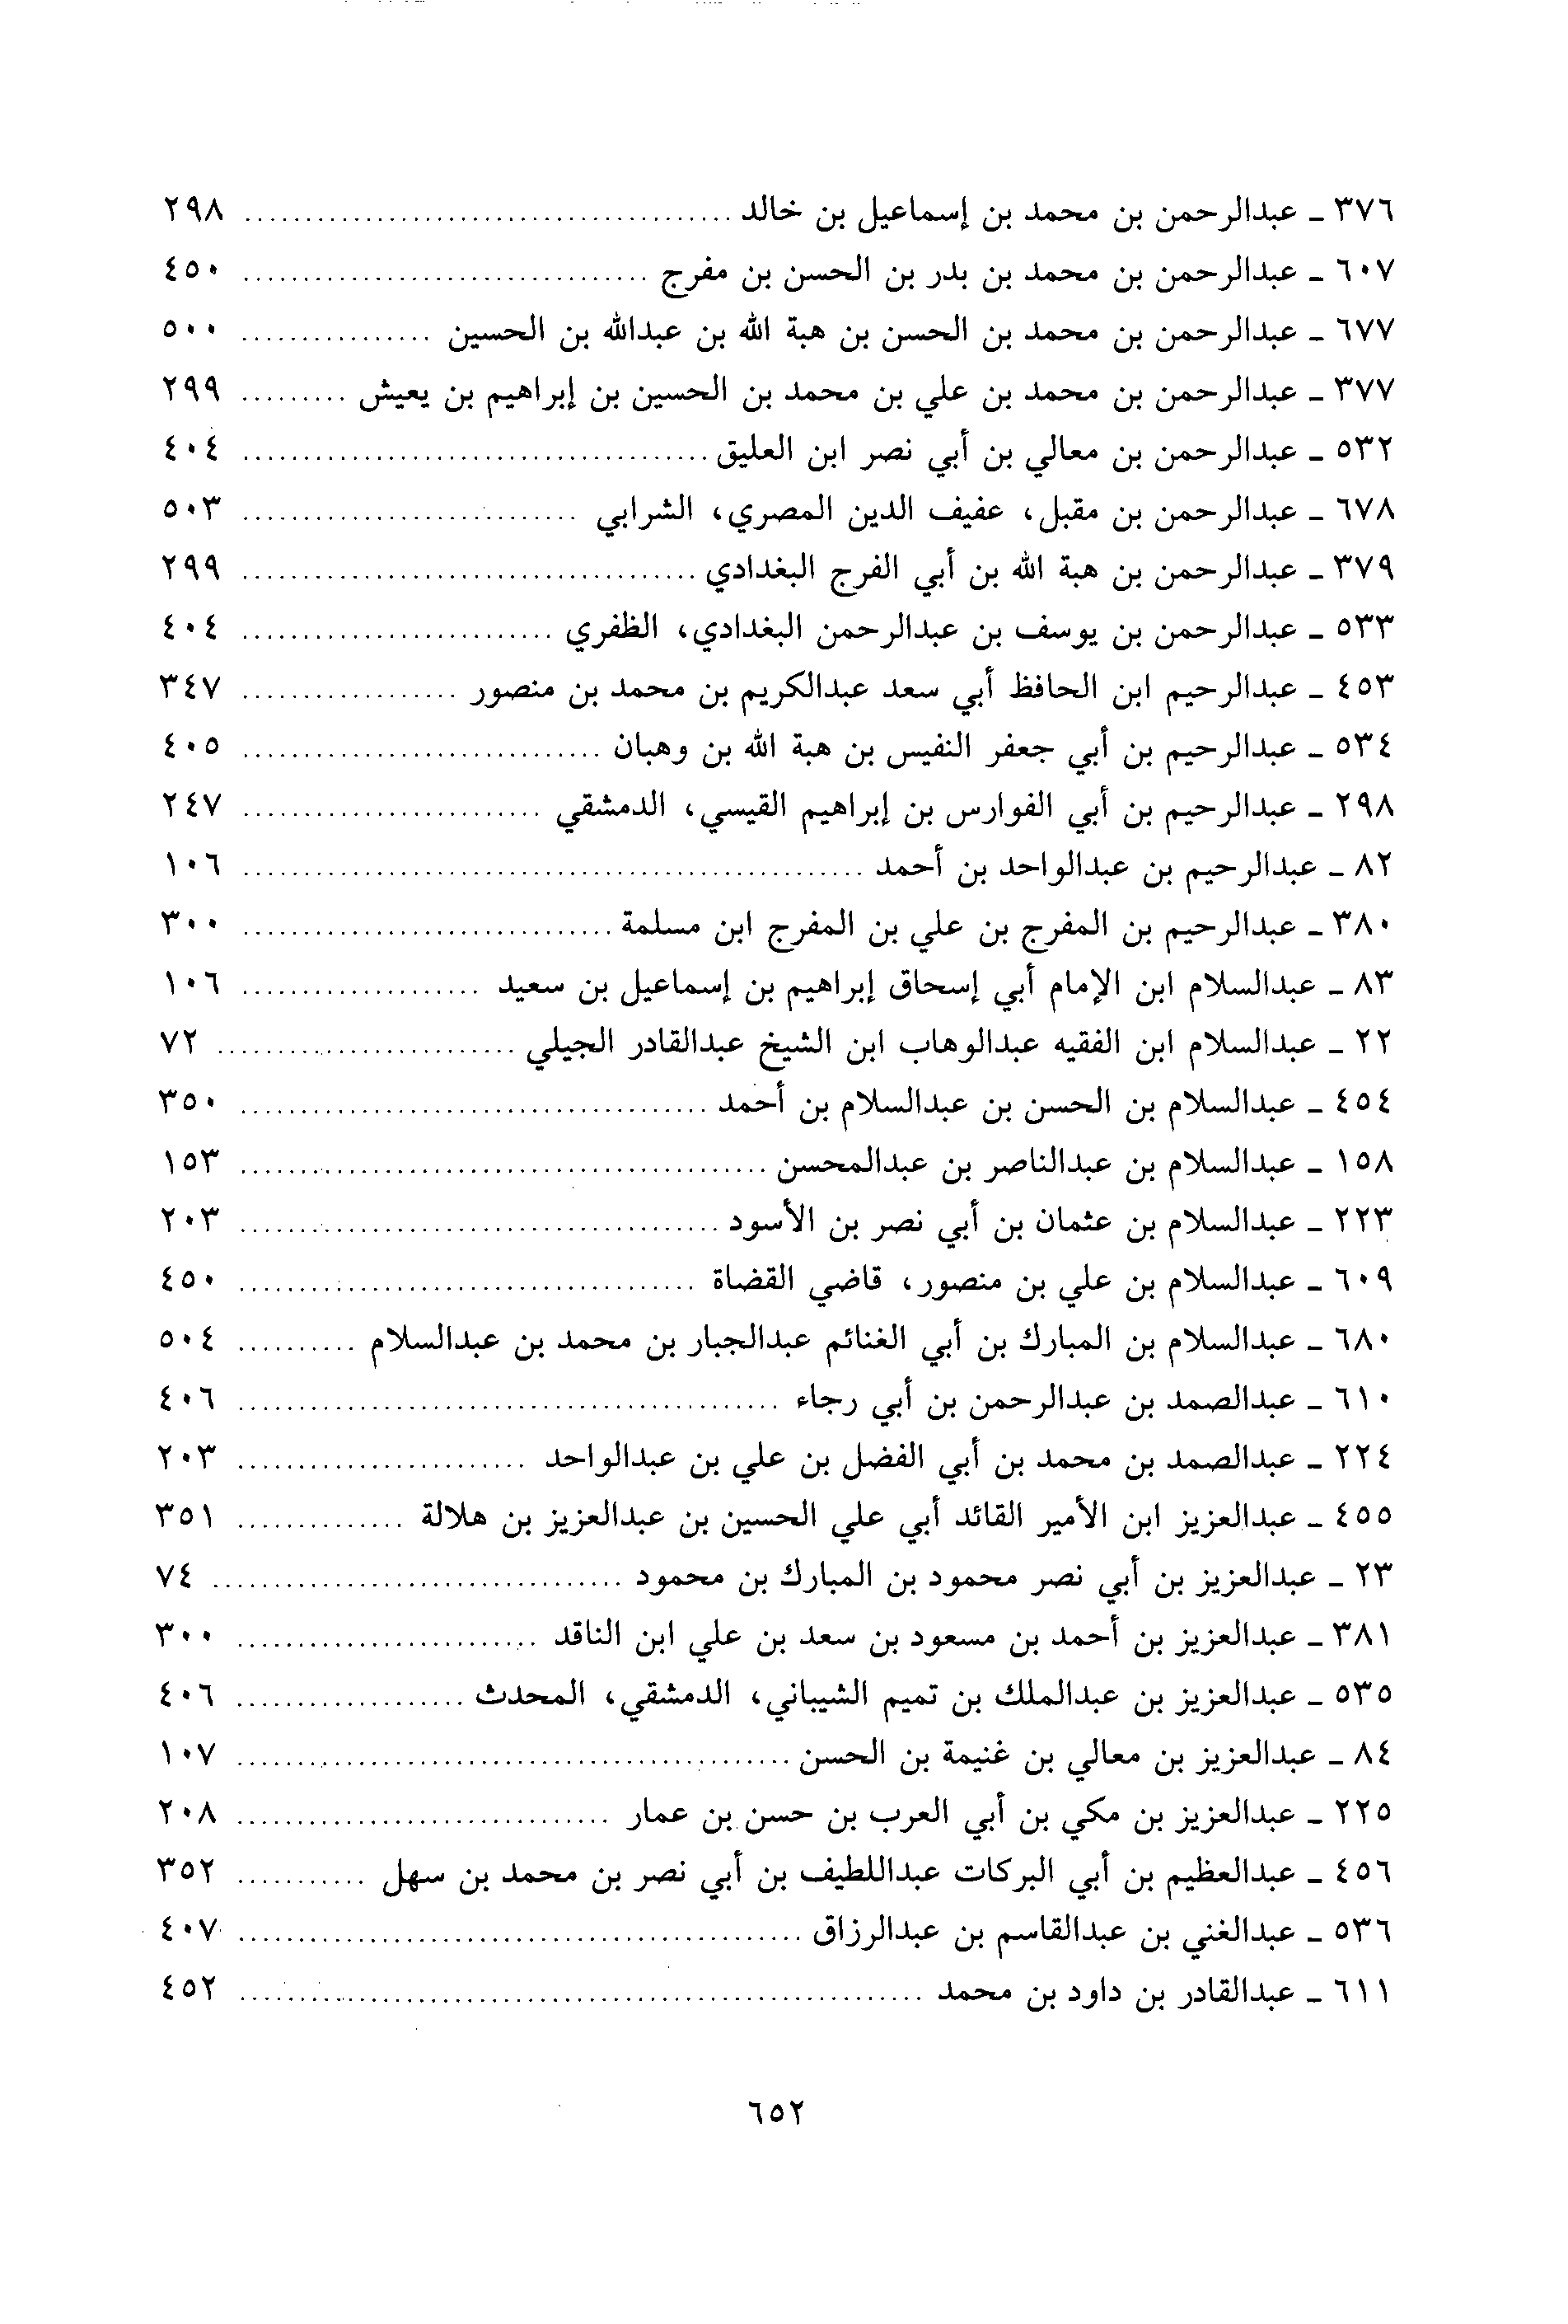 ٣٧٦ ـ عبدالرحمن بن محمد بن إسماعيل بن خالد ........................................ ٢٩٨
٦٠٧ ـ عبدالرحمن بن محمد بن بدر بن الحسن بن مفرج .................................. ٤٥٠
٦٧٧ ـ عبدالرحمن بن محمد بن الحسن بن هبة الله بن عبدالله بن الحسين ................ ٥٠٠
٣٧٧ ـ عبدالرحمن بن محمد بن علي بن محمد بن الحسين بن إبراهيم بن يعيش ......... ٢٩٩
٥٣٢ ـ عبدالرحمن بن معالي بن أبي نصر ابن العليق ....................................... ٤٠٤
٦٧٨ ـ عبدالرحمن بن مقبل، عفيف الدين المصري، الشرابي ............................ ٥٠٣
٣٧٩ ـ عبدالرحمن بن هبة الله بن أبي الفرج البغدادي ...................................... ٢٩٩
٥٣٣ ـ عبدالرحمن بن يوسف بن عبدالرحمن البغدادي، الظفري .......................... ٤٠٤
٤٥٣ ـ عبدالرحيم ابن الحافظ أبي سعد عبدالكريم بن محمد بن منصور .................. ٣٤٧
٥٣٤ ـ عبدالرحيم بن أبي جعفر النفيس بن هبة الله بن وهبان .............................. ٤٠٥
٢٩٨ ـ عبدالرحيم بن أبي الفوارس بن إبراهيم القيسي، الدمشقي ......................... ٢٤٧
٨٢ ـ عبدالرحيم بن عبدالواحد بن أحمد .................................................... ١٠٦
٣٨٠ ـ عبدالرحيم بن المفرج بن علي بن المفرج ابن مسلمة ............................... ٣٠٠
٨٣ ـ عبدالسلام ابن الإمام أبي إسحاق إبراهيم بن إسماعيل بن سعيد .................... ١٠٦
٢٢ ـ عبدالسلام ابن الفقيه عبدالوهاب ابن الشيخ عبدالقادر الجيلي ......................... ٧٢
٤٥٤ ـ عبدالسلام بن الحسن بن عبدالسلام بن أحمد ....................................... ٣٥٠
١٥٨ ـ عبدالسلام بن عبدالناصر بن عبدالمحسن ............................................ ١٥٣
٢٢٣ ـ عبدالسلام بن عثمان بن أبي نصر بن الأسود ........................................ ٢٠٣
٦٠٩ ـ عبدالسلام بن علي بن منصور، قاضي القضاة ...................................... ٤٥٠
٦٨٠ ـ عبدالسلام بن المبارك بن أبي الغنائم عبدالجبار بن محمد بن عبدالسلام .......... ٥٠٤
٦١٠ ـ عبدالصمد بن عبدالرحمن بن أبي رجاء ............................................. ٤٠٦
٢٢٤ ـ عبدالصمد بن محمد بن أبي الفضل بن علي بن عبدالواحد ........................ ٢٠٣
٤٥٥ ـ عبدالعزيز ابن الأمير القائد أبي علي الحسين بن عبدالعزيز بن هلالة .............. ٣٥١
٢٣ ـ عبدالعزيز بن أبي نصر محمود بن المبارك بن محمود .................................. ٧٤
٣٨١ ـ عبدالعزيز بن أحمد بن مسعود بن سعد بن علي ابن الناقد ......................... ٣٠٠
٥٣٥ ـ عبدالعزيز بن عبدالملك بن تميم الشيباني، الدمشقي، المحدث ................... ٤٠٦
٨٤ ـ عبدالعزيز بن معالي بن غنيمة بن الحسن .............................................. ١٠٧
٢٢٥ ـ عبدالعزيز بن مكي بن أبي العرب بن حسن بن عمار ............................... ٢٠٨
٤٥٦ ـ عبدالعظيم بن أبي البركات عبداللطيف بن أبي نصر بن محمد بن سهل ........... ٣٥٢
٥٣٦ ـ عبدالغني بن عبدالقاسم بن عبدالرزاق ............................................... ٤٠٧
٦١١ ـ عبدالقادر بن داود بن محمد ......................................................... ٤٥٢
٦٥٢